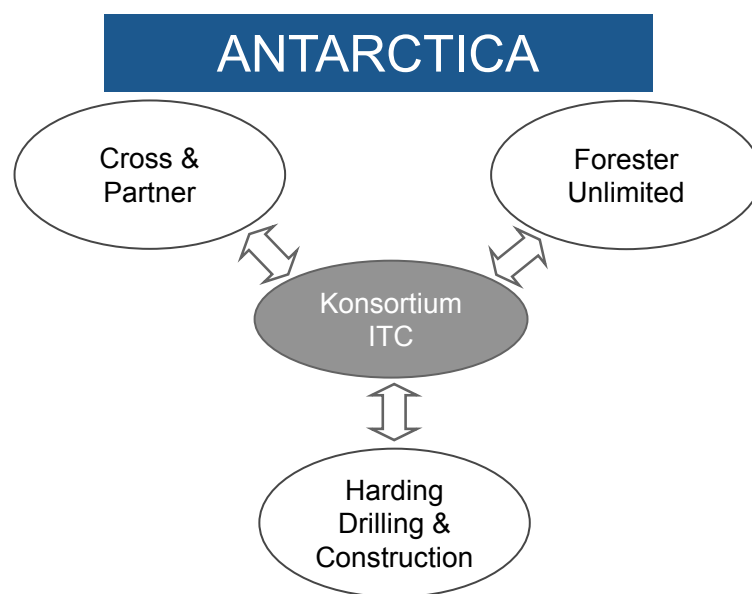 ANTARCTICA
Cross &
Partner
Forester
Unlimited
Konsortium
ITC
Harding
Drilling &
Construction